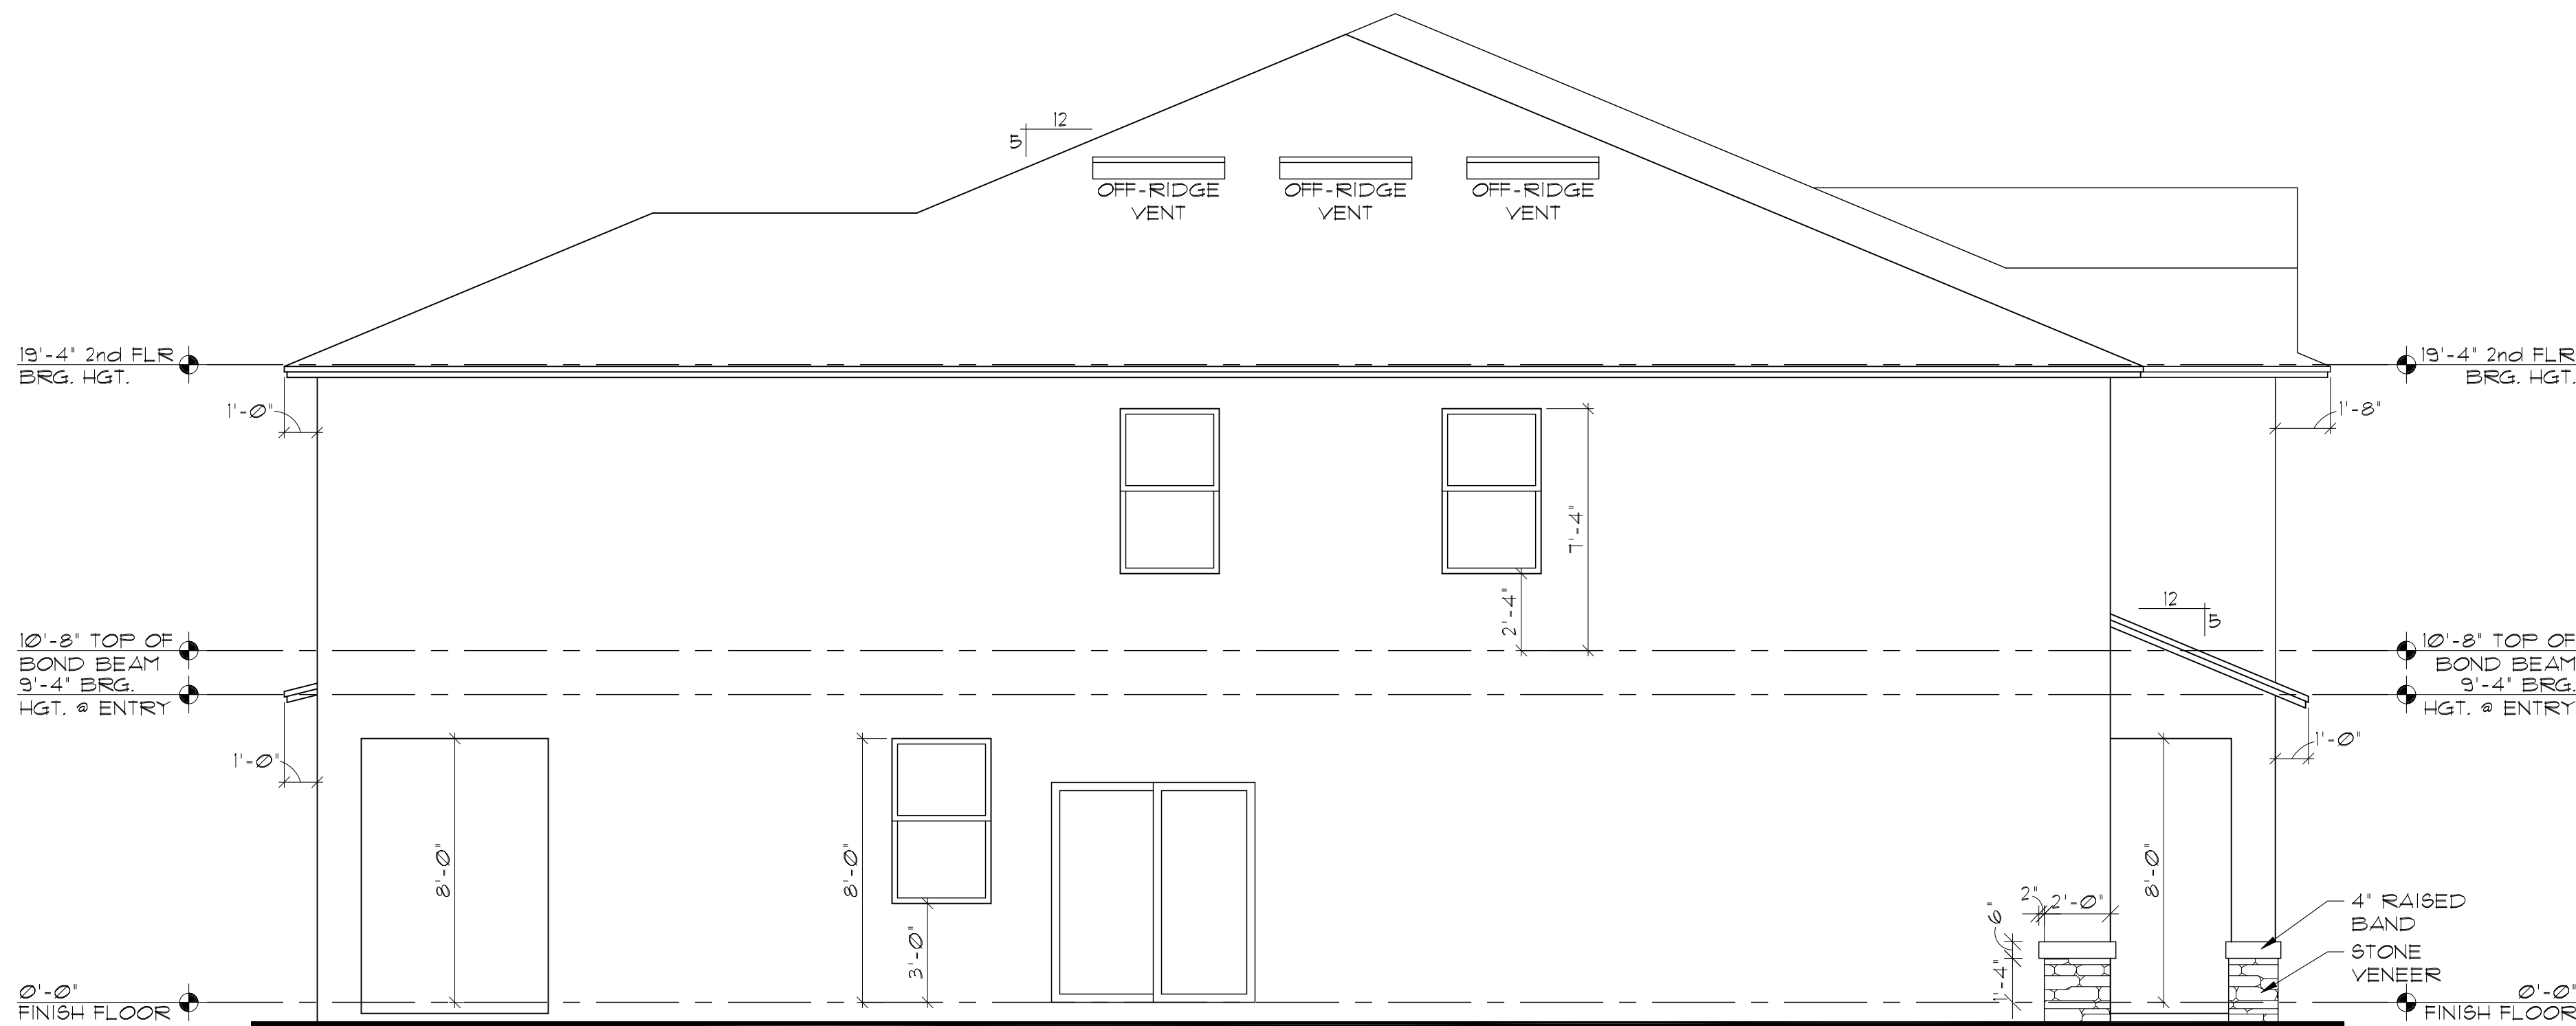 12
5
OFF-RIDGE
VENT
OFF-RIDGE
VENT
OFF-RIDGE
VENT
19'-4" 2nd FLR
BRG. HGT.
19'-4" 2nd FLR
BRG. HGT.
1'-0"
1'-8"
7'-4"
2'-4"
12
5
10'-8" TOP OF
BOND BEAM
9'-4" BRG.
HGT. @ ENTRY
10'-8" TOP OF
BOND BEAM
9'-4" BRG.
HGT. @ ENTRY
1'-0"
1'-0"
8'-0"
8'-0"
3'-0"
8'-0"
2"
2'-0"
6"
1'-4"
4" RAISED
BAND
STONE
VENEER
0'-0"
FINISH FLOOR
0'-0"
FINISH FLOOR